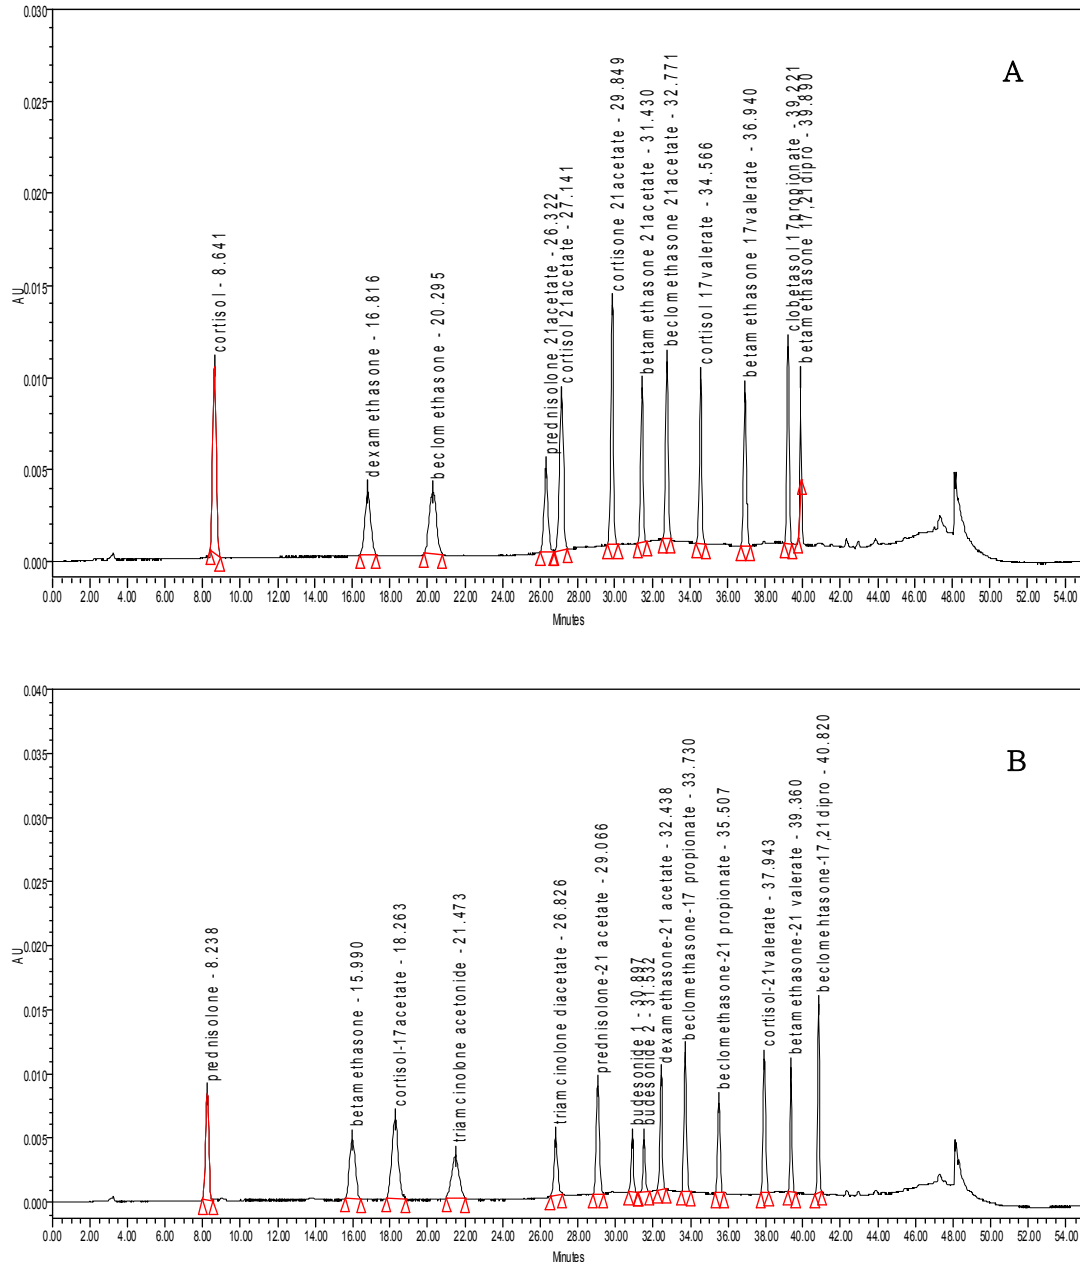 A
0.030
0.025
0.020
0.015
0.010
0.005
0.000
AU
cortisol - 8.641
dexamethasone - 16.816
beclomethasone - 20.295
prednisolone 21acetate - 26.322
cortisol 21acetate - 27.141
cortisone 21acetate - 29.849
betamethasone 21acetate - 31.430
beclomethasone 21acetate - 32.771
cortisol 17valerate - 34.566
betamethasone 17valerate - 36.940
clobetasol 17propionate - 39.221
betamethasone 17,21dipro - 39.890
0.00 2.00 4.00 6.00 8.00 10.00 12.00 14.00 16.00 18.00 20.00 22.00 24.00 26.00 28.00 30.00 32.00 34.00 36.00 38.00 40.00 42.00 44.00 46.00 48.00 50.00 52.00 54.00
Minutes
B
0.040
0.035
0.030
0.025
0.020
0.015
0.010
0.005
0.000
AU
prednisolone - 8.238
betamethasone - 15.990
cortisol-17acetate - 18.263
triamcinolone acetonide - 21.473
triamcinolone diacetate - 26.826
prednisolone-21 acetate - 29.066
budesonide 1 - 30.897
budesonide 2 - 31.532
dexamethasone-21 acetate - 32.438
beclomethasone-17 propionate - 33.730
beclomethasone-21 propionate - 35.507
cortisol-21valerate - 37.943
betamethasone-21 valerate - 39.360
beclomehtasone-17,21dipro - 40.820
0.00 2.00 4.00 6.00 8.00 10.00 12.00 14.00 16.00 18.00 20.00 22.00 24.00 26.00 28.00 30.00 32.00 34.00 36.00 38.00 40.00 42.00 44.00 46.00 48.00 50.00 52.00 54.00
Minutes